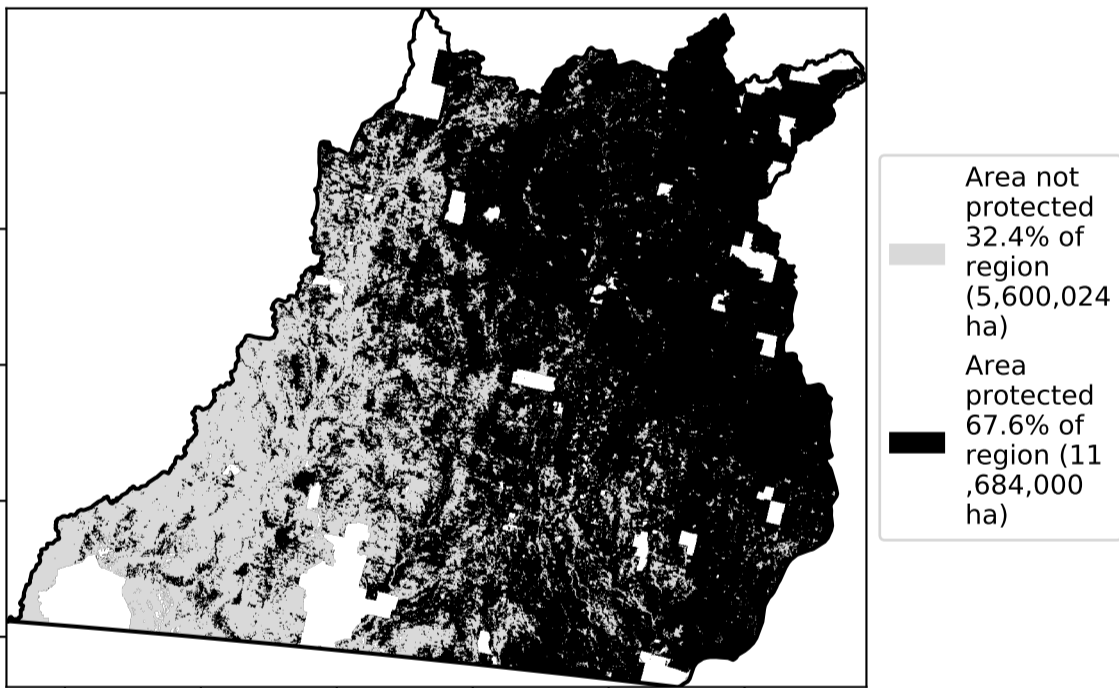 Area not
protected
32.4% of
region
(5,600,024
ha)
Area
protected
67.6% of
region (11
,684,000
ha)